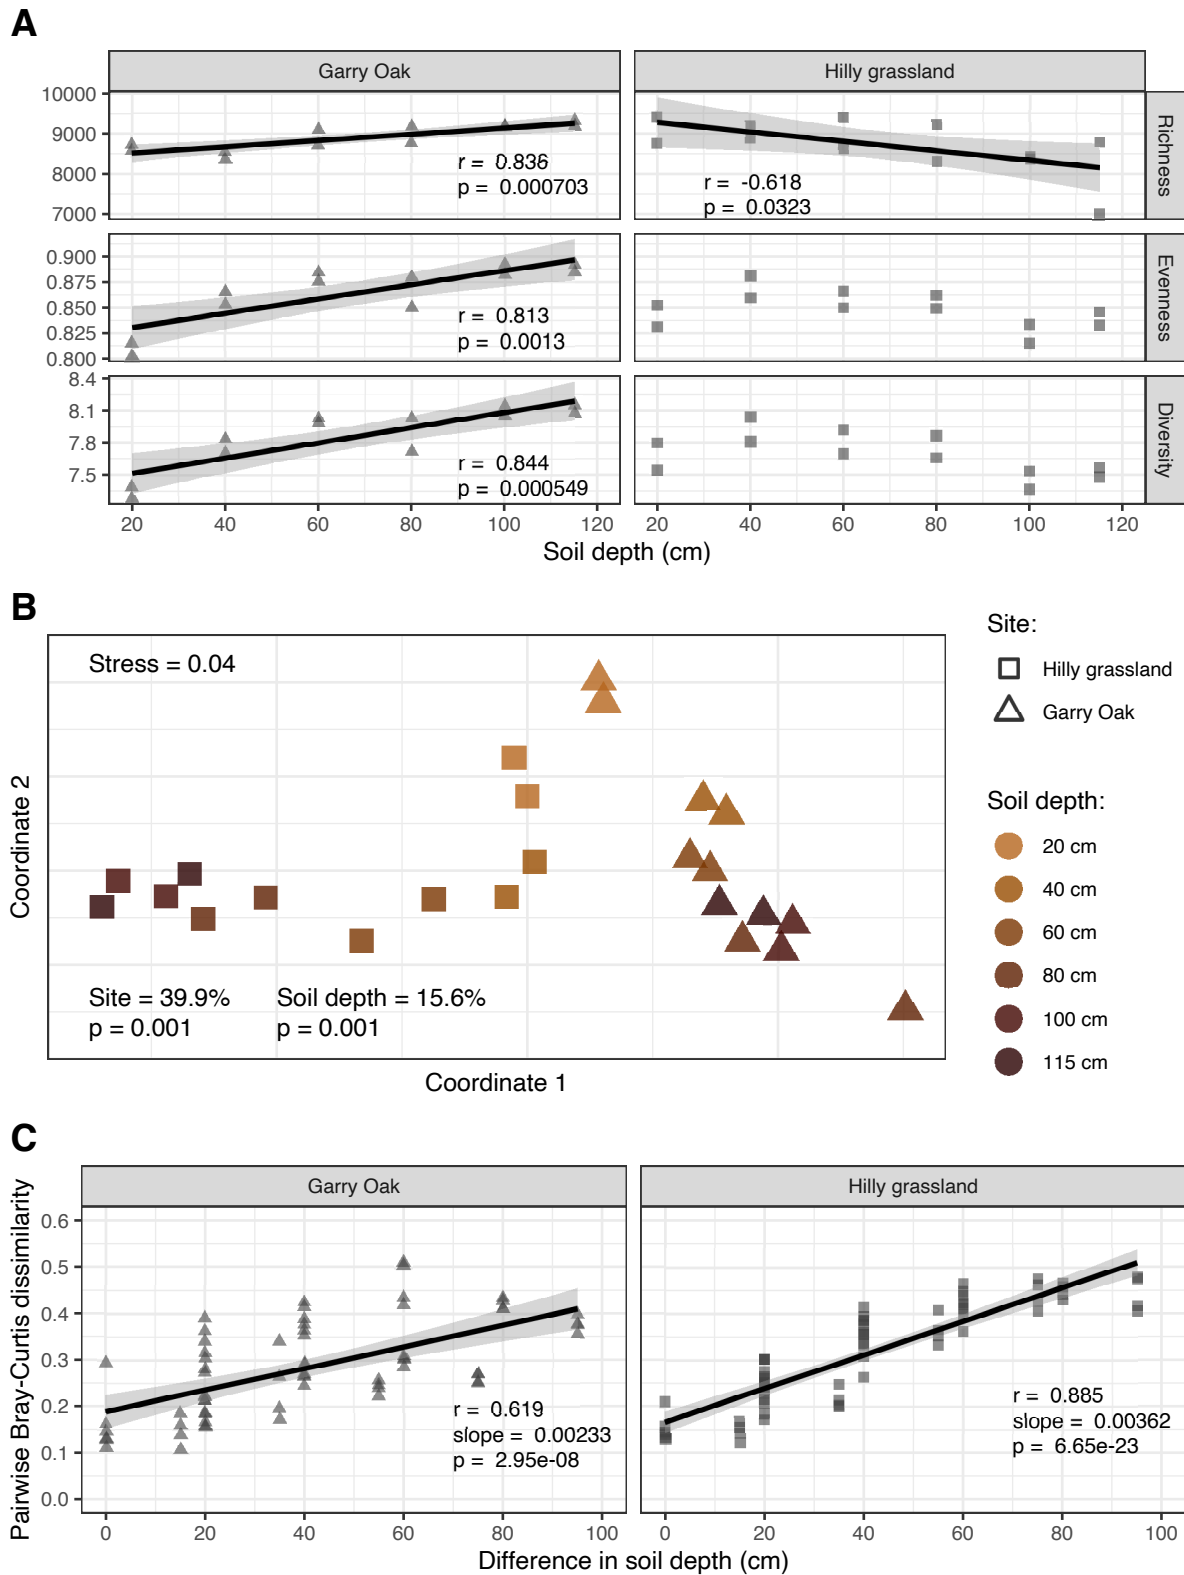 A
Garry Oak
Hilly grassland
10000
9000
8000
7000
r = 0.836
p = 0.000703
r = -0.618
p = 0.0323
Richness
0.900
0.875
0.850
0.825
0.800
r = 0.813
p = 0.0013
Evenness
8.4
8.1
7.8
7.5
r = 0.844
p = 0.000549
Diversity
20 40 60 80 100 120
20 40 60 80 100 120
Soil depth (cm)
B
Stress = 0.04
Coordinate 2
Site = 39.9% Soil depth = 15.6%
p = 0.001 p = 0.001
Coordinate 1
Site:
Hilly grassland
Garry Oak
Soil depth:
20 cm
40 cm
60 cm
80 cm
100 cm
115 cm
C
Garry Oak
Hilly grassland
Pairwise Bray-Curtis dissimilarity
0.6
0.5
0.4
0.3
0.2
0.1
0.0
r = 0.619
slope = 0.00233
p = 2.95e-08
r = 0.885
slope = 0.00362
p = 6.65e-23
0 20 40 60 80 100
0 20 40 60 80 100
Difference in soil depth (cm)